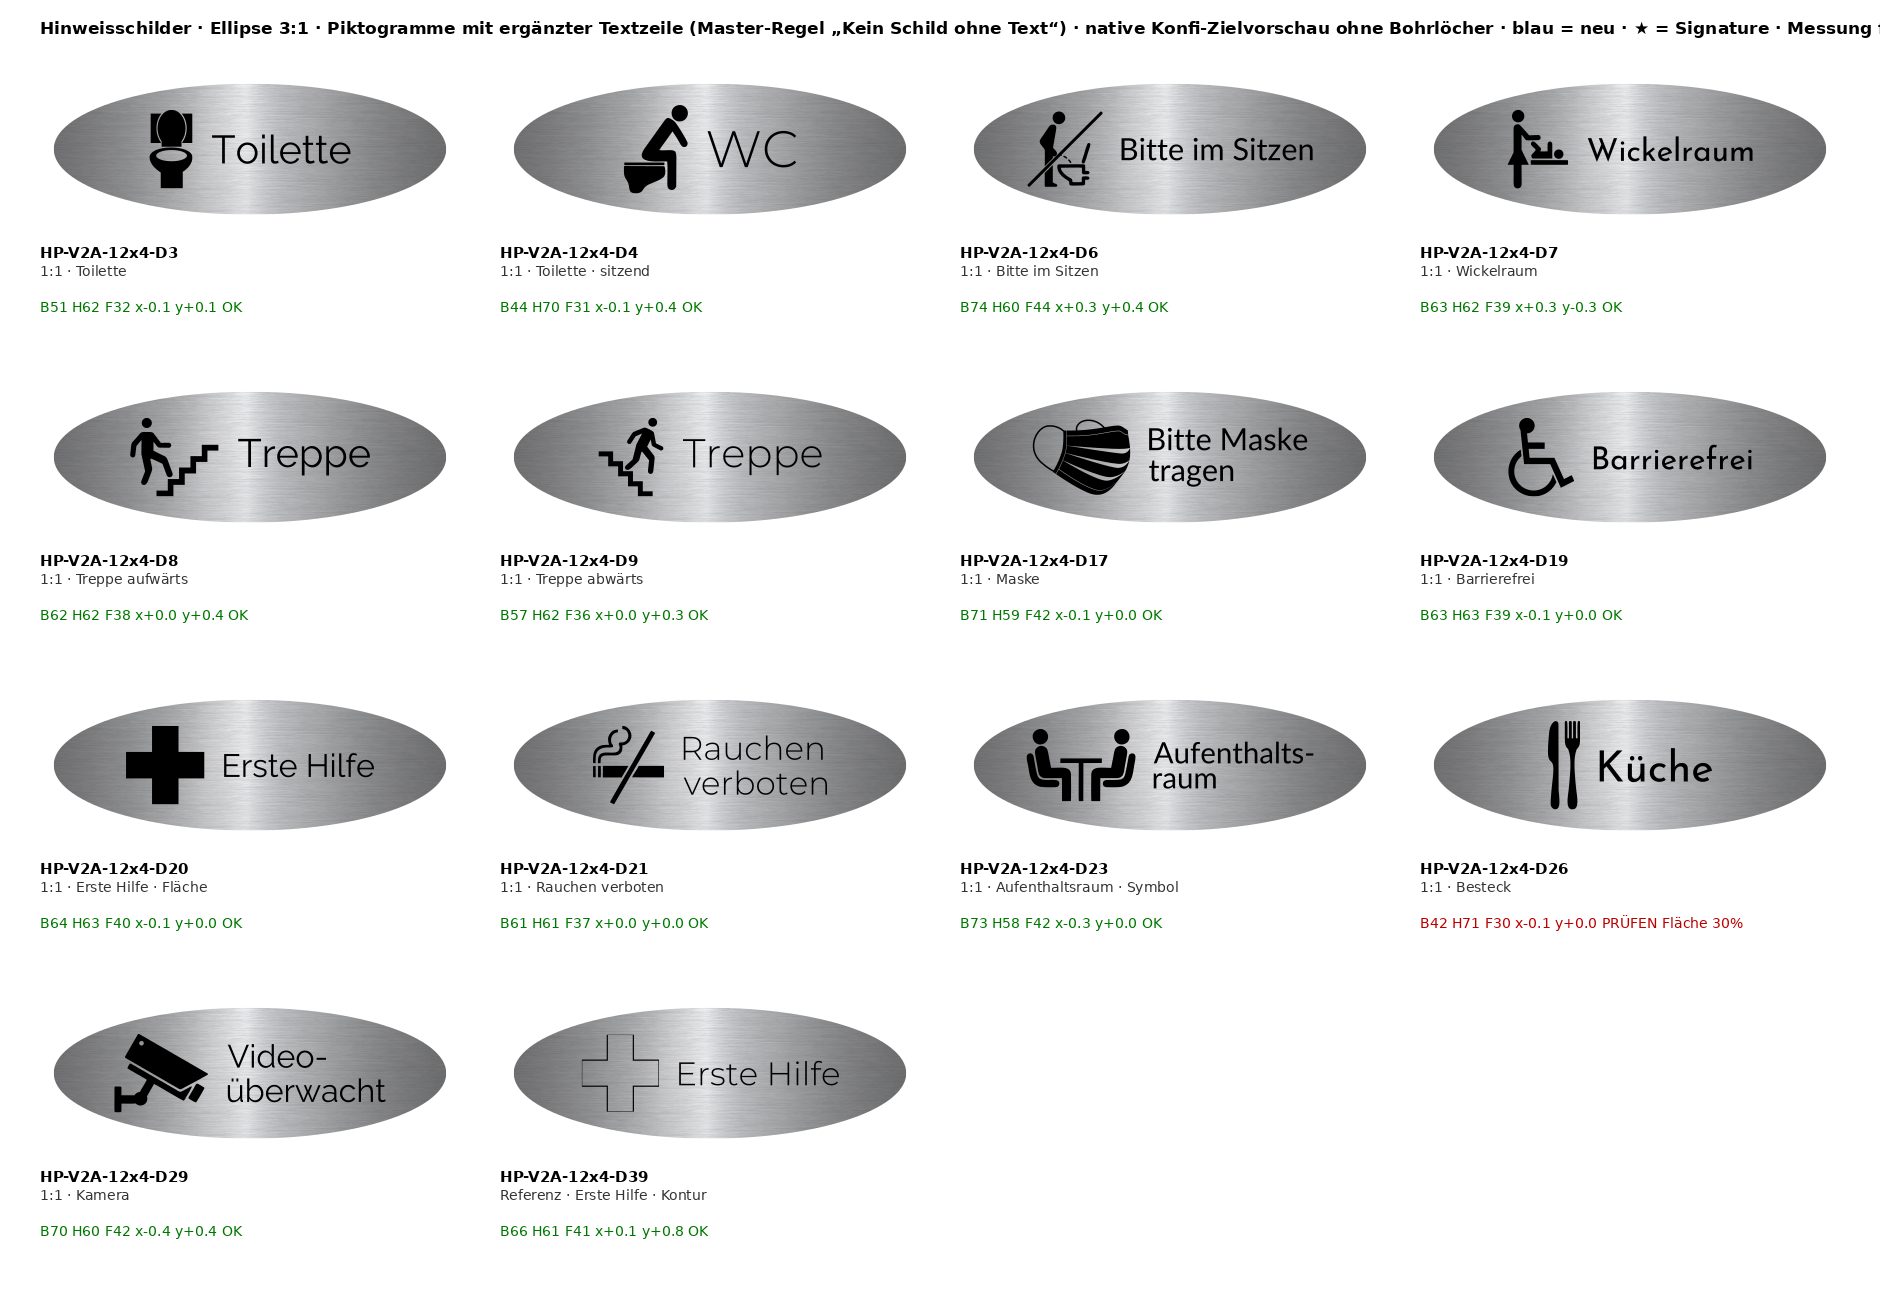 Hinweisschilder · Ellipse 3:1 · Piktogramme mit ergänzter Textzeile (Master-Regel „Kein Schild ohne Text“) · native Konfi-Zielvorschau ohne Bohrlöcher · blau = neu · ★ = Signature · Messung
Toilette
WC
Bitte im Sitzen
Wickelraum
HP-V2A-12x4-D3
1:1 · Toilette
B51 H62 F32 x-0.1 y+0.1 OK
HP-V2A-12x4-D4
1:1 · Toilette · sitzend
B44 H70 F31 x-0.1 y+0.4 OK
HP-V2A-12x4-D6
1:1 · Bitte im Sitzen
B74 H60 F44 x+0.3 y+0.4 OK
HP-V2A-12x4-D7
1:1 · Wickelraum
B63 H62 F39 x+0.3 y-0.3 OK
Treppe
Treppe
Bitte Maske
tragen
Barrierefrei
HP-V2A-12x4-D8
1:1 · Treppe aufwärts
B62 H62 F38 x+0.0 y+0.4 OK
HP-V2A-12x4-D9
1:1 · Treppe abwärts
B57 H62 F36 x+0.0 y+0.3 OK
HP-V2A-12x4-D17
1:1 · Maske
B71 H59 F42 x-0.1 y+0.0 OK
HP-V2A-12x4-D19
1:1 · Barrierefrei
B63 H63 F39 x-0.1 y+0.0 OK
Erste Hilfe
Rauchen
verboten
Aufenthalts-
raum
Küche
HP-V2A-12x4-D20
1:1 · Erste Hilfe · Fläche
B64 H63 F40 x-0.1 y+0.0 OK
HP-V2A-12x4-D21
1:1 · Rauchen verboten
B61 H61 F37 x+0.0 y+0.0 OK
HP-V2A-12x4-D23
1:1 · Aufenthaltsraum · Symbol
B73 H58 F42 x-0.3 y+0.0 OK
HP-V2A-12x4-D26
1:1 · Besteck
B42 H71 F30 x-0.1 y+0.0 PRÜFEN Fläche 30%
Video-
überwacht
Erste Hilfe
HP-V2A-12x4-D29
1:1 · Kamera
B70 H60 F42 x-0.4 y+0.4 OK
HP-V2A-12x4-D39
Referenz · Erste Hilfe · Kontur
B66 H61 F41 x+0.1 y+0.8 OK